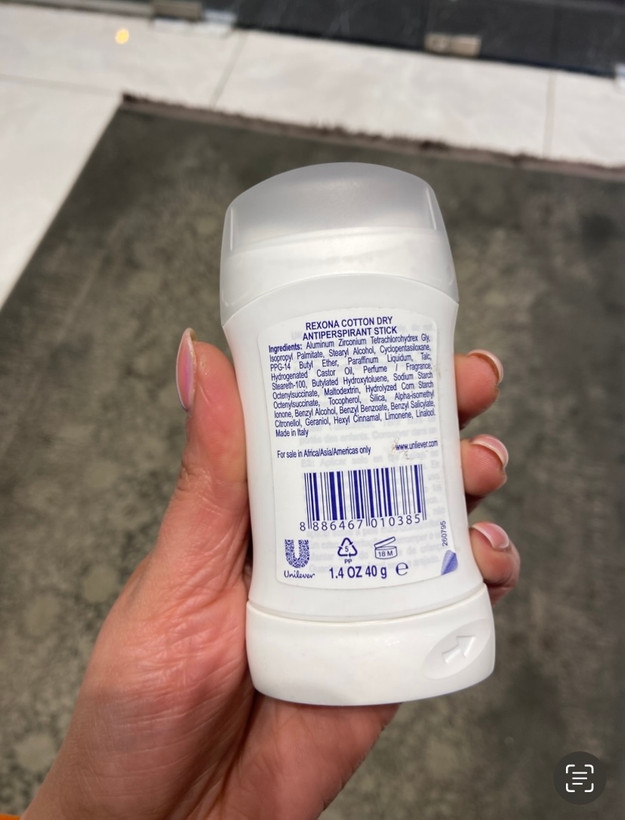 REXONA COTTON DRY
ANTIPERSPIRANT STICK
Ingredients: Aluminum Zirconium Tetrachlorohydrex Gly,
Isopropyl Palmitate, Stearyl Alcohol, Cyclopentasiloxane,
PPG-14 Butyl Ether, Paraffinum Liquidum, Talc,
Hydrogenated Castor Oil, Perfume / Fragrance,
Steareth-100, Butylated Hydroxytoluene, Sodium Starch
Octenylsuccinate, Maltodextrin, Hydrolyzed Corn Starch
Octenylsuccinate, Tocopherol, Silica, Alpha-isomethyl
Ionone, Benzyl Alcohol, Benzyl Benzoate, Benzyl Salicylate,
Citronellol, Geraniol, Hexyl Cinnamal, Limonene, Linalool.
Made in Italy
For sale in Africa/Asia/Americas only www.unilever.com
8 886467 010385
260795
5
PP
18 M
Unilever
1.4 OZ 40 g e